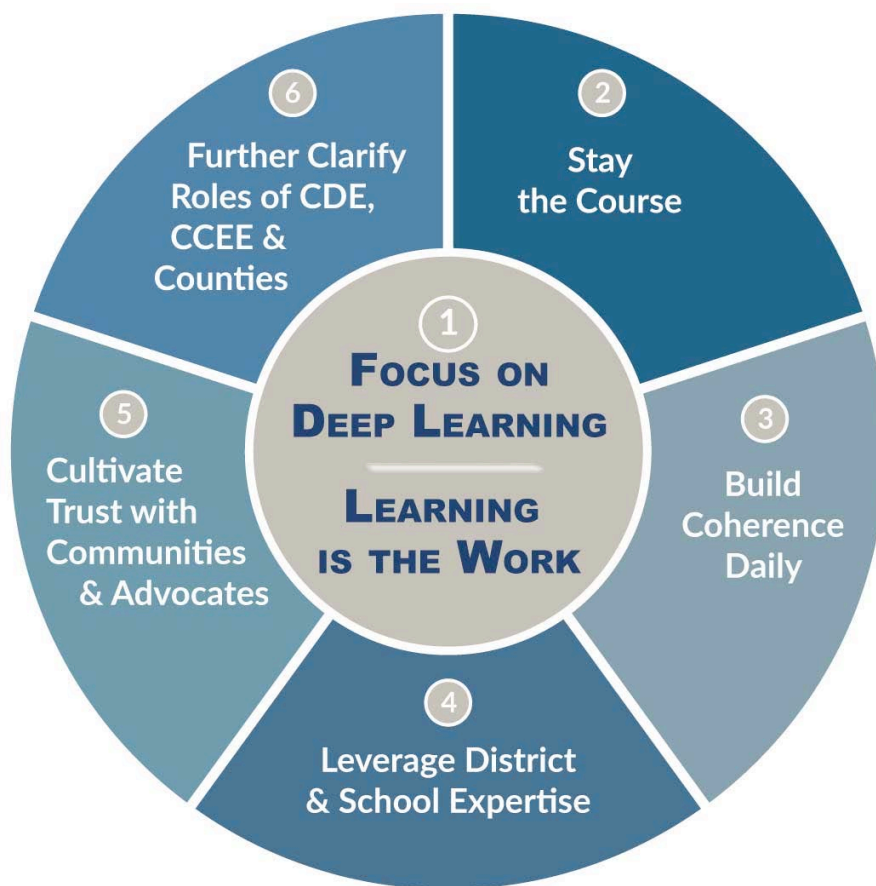 1
FOCUS ON
DEEP LEARNING
LEARNING
IS THE WORK
2
Stay
the Course
3
Build
Coherence
Daily
4
Leverage District
& School Expertise
5
Cultivate
Trust with
Communities
& Advocates
6
Further Clarify
Roles of CDE,
CCEE &
Counties